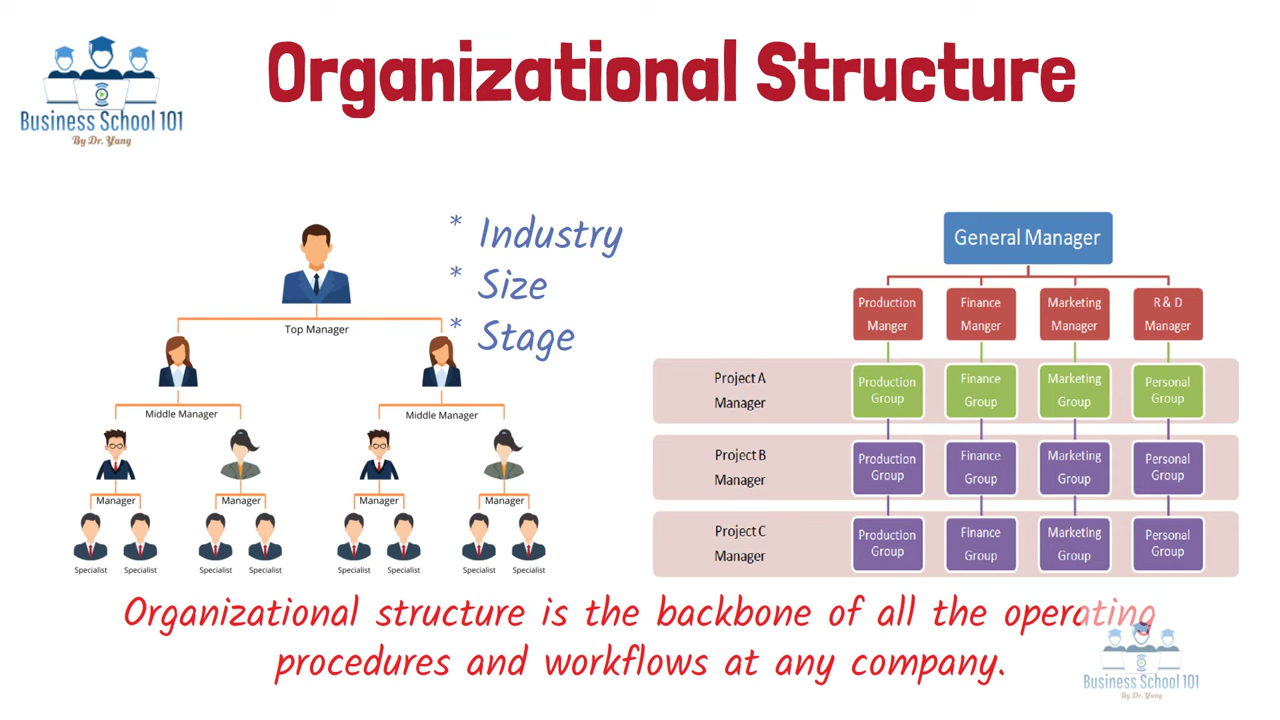 Business School 101
By Dr. Yang
Organizational Structure
* Industry
* Size
* Stage
Top Manager
Middle Manager
Middle Manager
Manager
Manager
Manager
Manager
Specialist
Specialist
Specialist
Specialist
Specialist
Specialist
Specialist
Specialist
General Manager
Production
Manger
Finance
Manger
Marketing
Manager
R & D
Manager
Project A
Manager
Production
Group
Finance
Group
Marketing
Group
Personal
Group
Project B
Manager
Production
Group
Finance
Group
Marketing
Group
Personal
Group
Project C
Manager
Production
Group
Finance
Group
Marketing
Group
Personal
Group
Organizational structure is the backbone of all the operating
procedures and workflows at any company.
Business School 101
By Dr. Yang